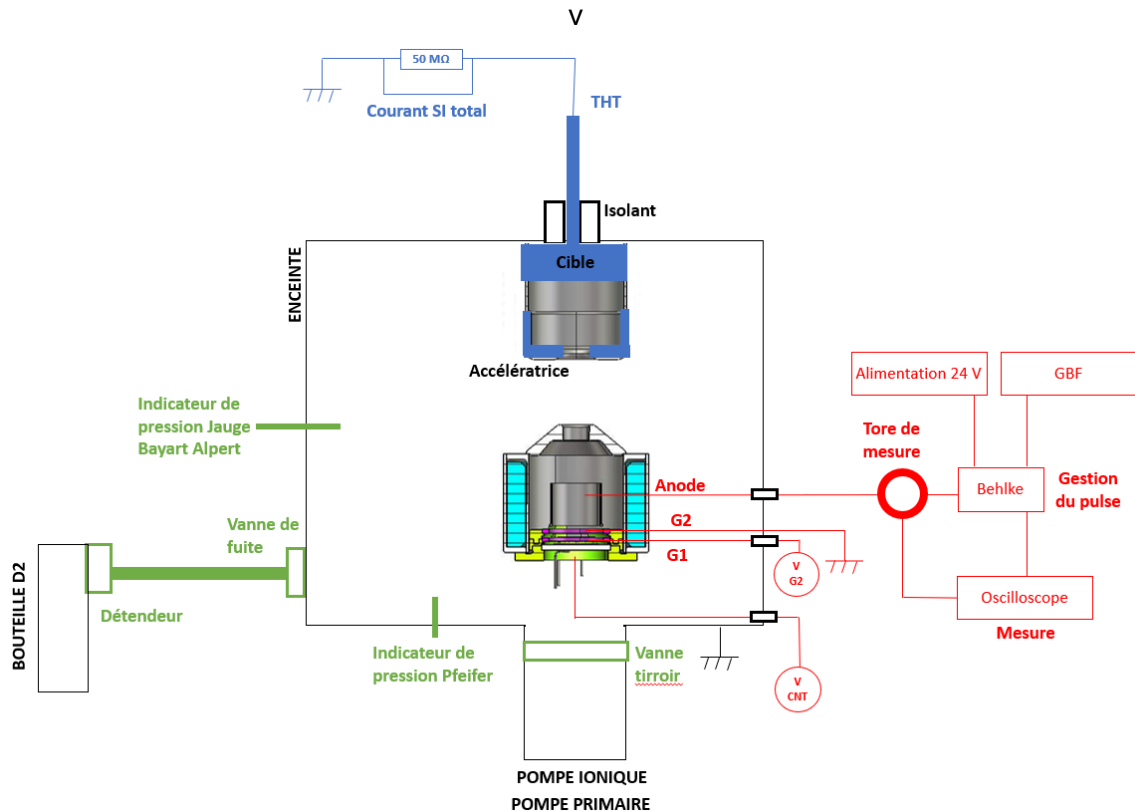 V
50 MΩ
Courant SI total
THT
Isolant
Cible
ENCEINTE
Accélératrice
Alimentation 24 V
GBF
Indicateur de
pression Jauge
Bayart Alpert
Tore de
mesure
Behlke
Gestion
du pulse
Anode
G2
G1
Vanne de
fuite
V
G2
Oscilloscope
Mesure
BOUTEILLE D2
Détendeur
Indicateur de
pression Pfeifer
Vanne
tirroir
V
CNT
POMPE IONIQUE
POMPE PRIMAIRE